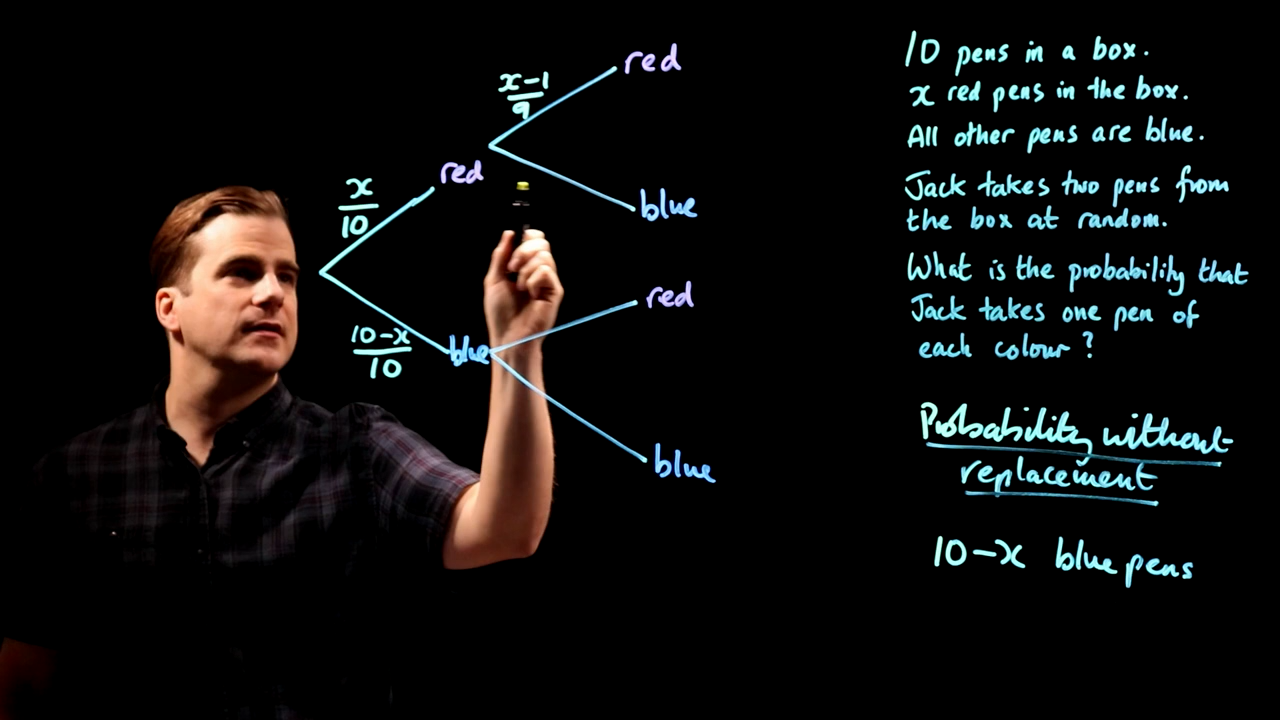 x-1
9
red
red
x
10
blue
10-x
10
blue
red
blue
10 pens in a box.
x red pens in the box.
All other pens are blue.
Jack takes two pens from
the box at random.
What is the probability that
Jack takes one pen of
each colour?
Probability without
replacement
10-x blue pens